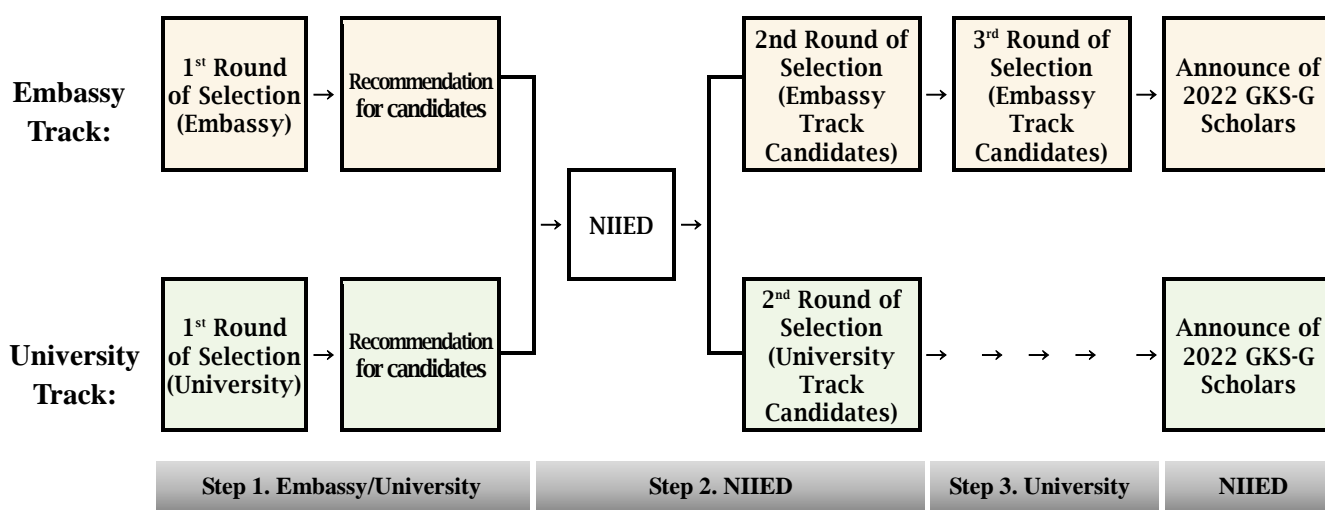 Embassy
Track:
1st Round
of Selection
(Embassy)
→
Recommendation
for candidates
→
NIIED
→
2nd Round of
Selection
(Embassy
Track
Candidates)
→
3rd Round of
Selection
(Embassy
Track
Candidates)
→
Announce of
2022 GKS-G
Scholars
University
Track:
1st Round
of Selection
(University)
→
Recommendation
for candidates
2nd Round of
Selection
(University
Track
Candidates)
→ → → → →
Announce of
2022 GKS-G
Scholars
Step 1. Embassy/University
Step 2. NIIED
Step 3. University
NIIED